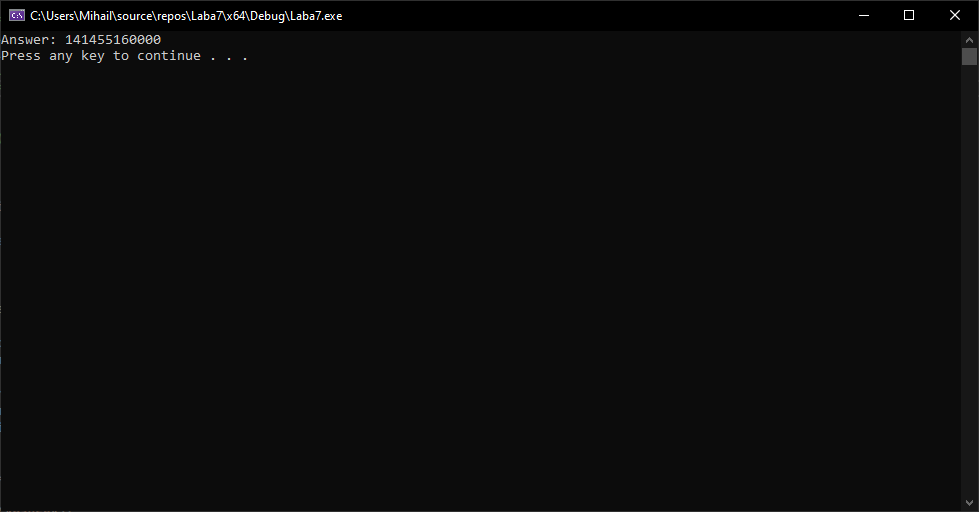 C:\Users\Mihail\source\repos\Laba7\x64\Debug\Laba7.exe
Answer: 141455160000
Press any key to continue . . .